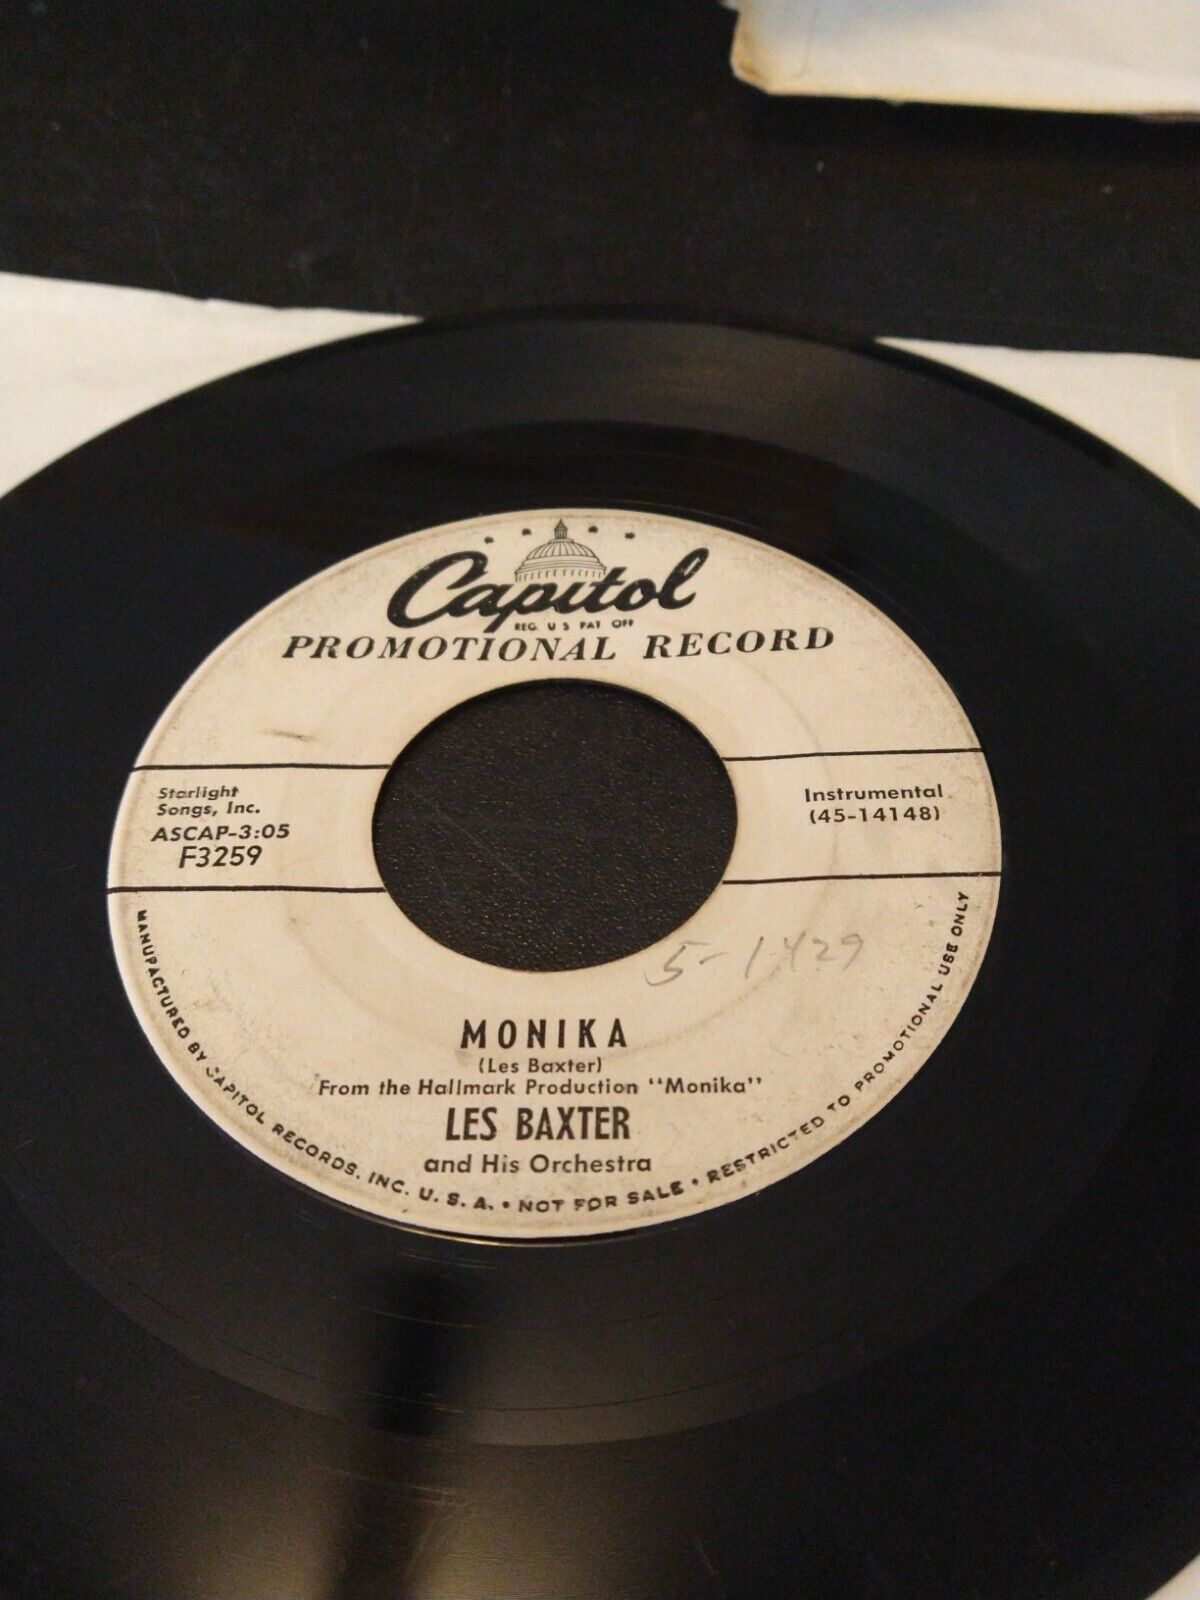 Capitol
REG. U S PAT OFF
PROMOTIONAL RECORD
Starlight
Songs, Inc.
ASCAP-3:05
F3259
Instrumental
(45-14148)
5-1429
MONIKA
(Les Baxter)
From the Hallmark Production "Monika"
LES BAXTER
and His Orchestra
MANUFACTURED BY CAPITOL RECORDS, INC. U. S. A. • NOT FOR SALE • RESTRICTED TO PROMOTIONAL USE ONLY